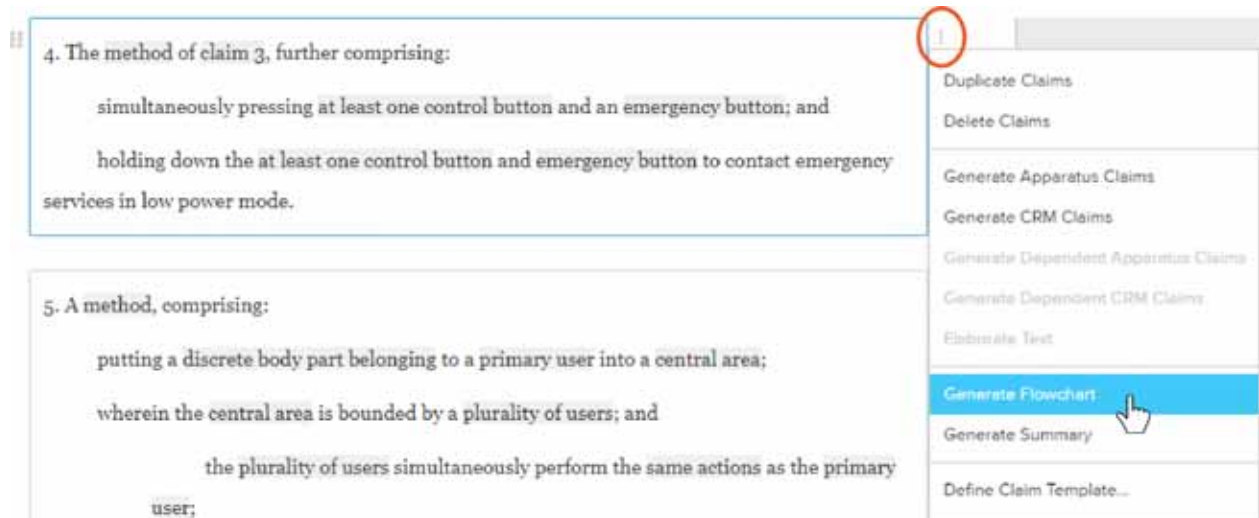 4. The method of claim 3, further comprising:
simultaneously pressing at least one control button and an emergency button; and
holding down the at least one control button and emergency button to contact emergency
services in low power mode.
5. A method, comprising:
putting a discrete body part belonging to a primary user into a central area;
wherein the central area is bounded by a plurality of users; and
the plurality of users simultaneously perform the same actions as the primary
user;
Duplicate Claims
Delete Claims
Generate Apparatus Claims
Generate CRM Claims
Generate Dependent Apparatus Claims
Generate Dependent CRM Claims
Elaborate Text
Generate Flowchart
Generate Summary
Define Claim Template...